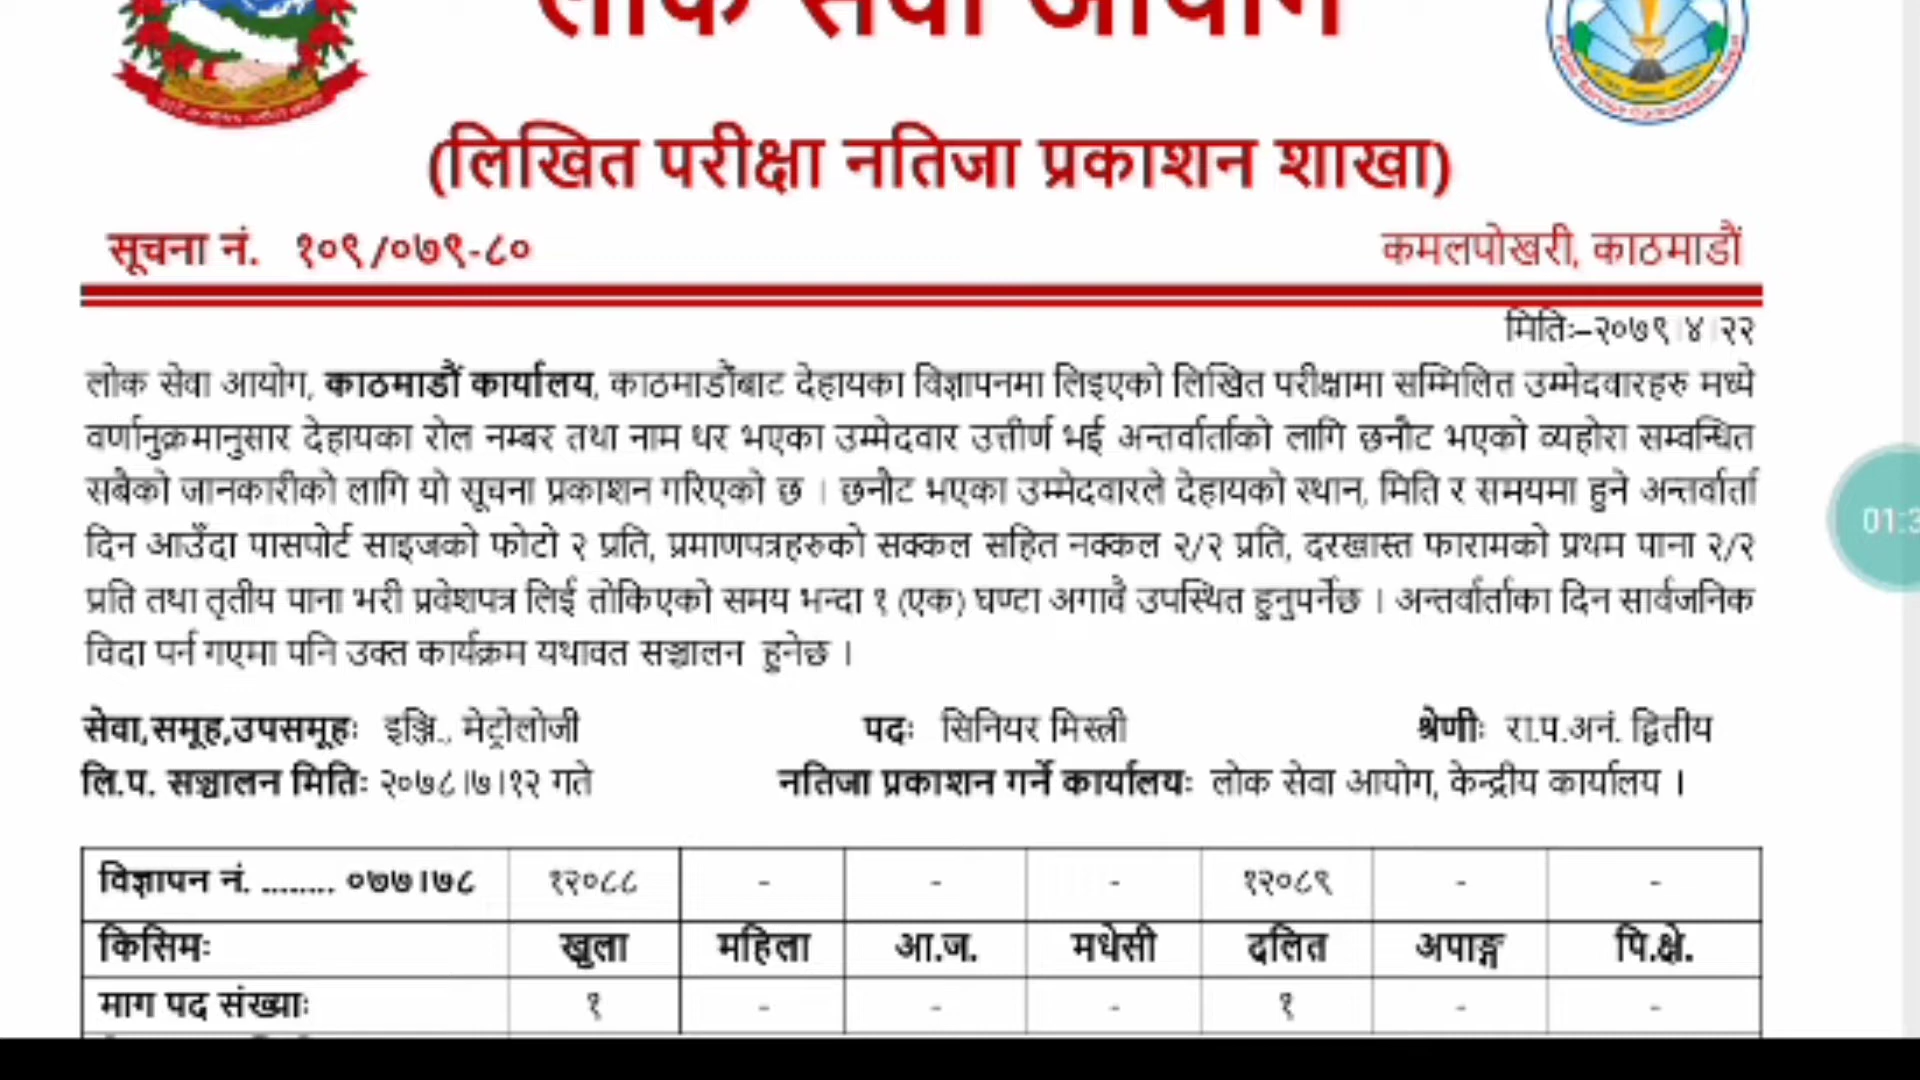 लोक सेवा आयोग
(लिखित परीक्षा नतिजा प्रकाशन शाखा)
सूचना नं. १०९/०७९-८० कमलपोखरी, काठमाडौं
मितिः–२०७९।४।२२
लोक सेवा आयोग, काठमाडौं कार्यालय, काठमाडौंबाट देहायका विज्ञापनमा लिइएको लिखित परीक्षामा सम्मिलित उम्मेदवारहरु मध्ये
वर्णानुक्रमानुसार देहायका रोल नम्बर तथा नाम थर भएका उम्मेदवार उत्तीर्ण भई अन्तर्वार्ताको लागि छनौट भएको व्यहोरा सम्वन्धित
सबैको जानकारीको लागि यो सूचना प्रकाशन गरिएको छ । छनौट भएका उम्मेदवारले देहायको स्थान, मिति र समयमा हुने अन्तर्वार्ता
दिन आउँदा पासपोर्ट साइजको फोटो २ प्रति, प्रमाणपत्रहरुको सक्कल सहित नक्कल २/२ प्रति, दरखास्त फारामको प्रथम पाना २/२
प्रति तथा तृतीय पाना भरी प्रवेशपत्र लिई तोकिएको समय भन्दा १ (एक) घण्टा अगावै उपस्थित हुनुपर्नेछ । अन्तर्वार्ताका दिन सार्वजनिक
विदा पर्न गएमा पनि उक्त कार्यक्रम यथावत सञ्चालन हुनेछ ।
सेवा,समूह,उपसमूहः इञ्जि., मेट्रोलोजी पदः सिनियर मिस्त्री श्रेणीः रा.प.अनं. द्वितीय
लि.प. सञ्चालन मितिः २०७८।७।१२ गते नतिजा प्रकाशन गर्ने कार्यालयः लोक सेवा आयोग, केन्द्रीय कार्यालय ।
विज्ञापन नं. ........ ०७७।७८ १२०८८ - - - १२०८९ - -
किसिमः खुला महिला आ.ज. मधेसी दलित अपाङ्ग पि.क्षे.
माग पद संख्याः १ - - - १ - -